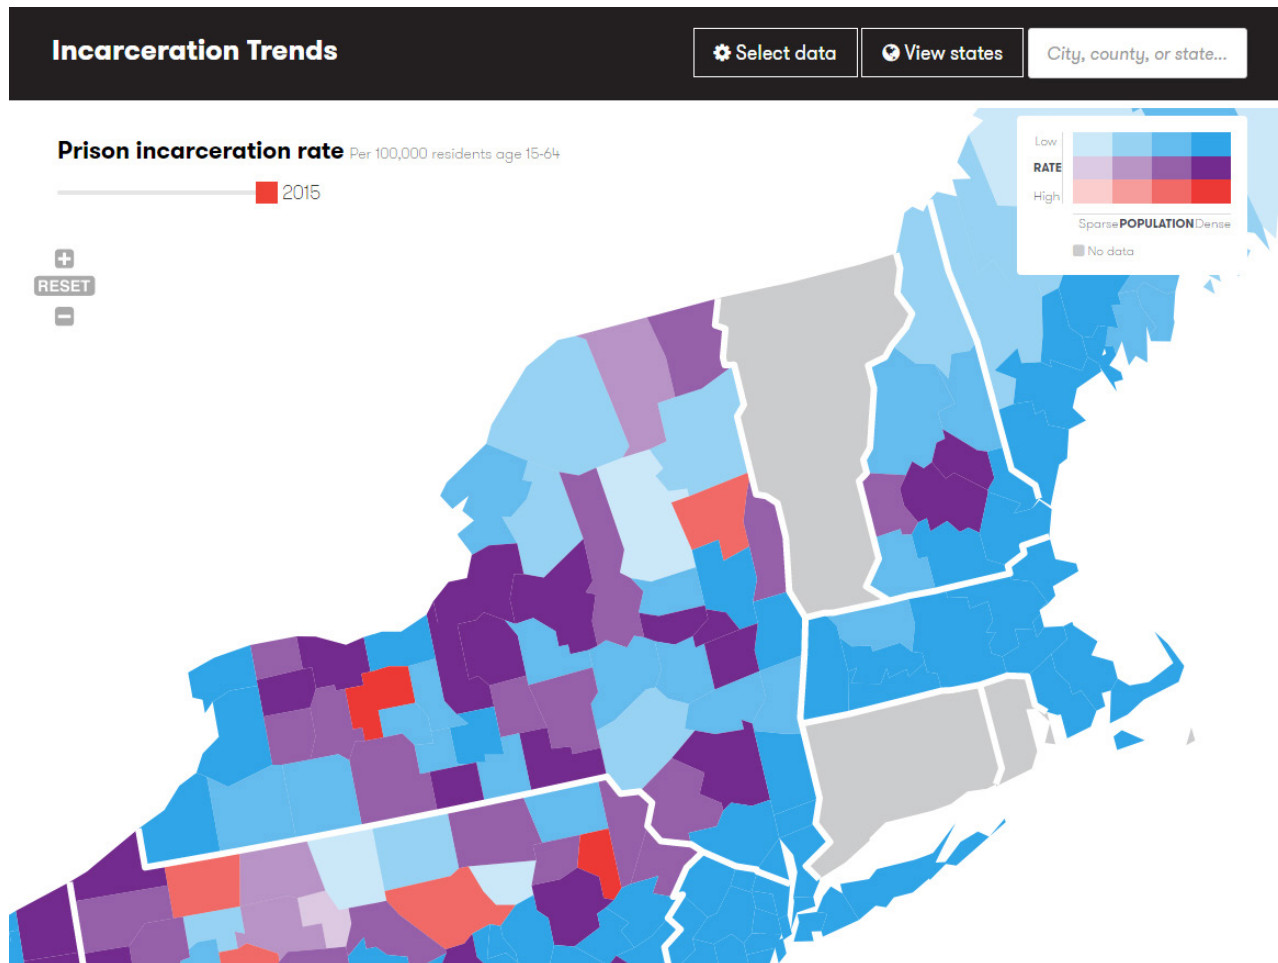 Incarceration Trends
Select data
View states
City, county, or state...
Prison incarceration rate Per 100,000 residents age 15-64
2015
RESET
Low
RATE
High
Sparse POPULATION Dense
No data